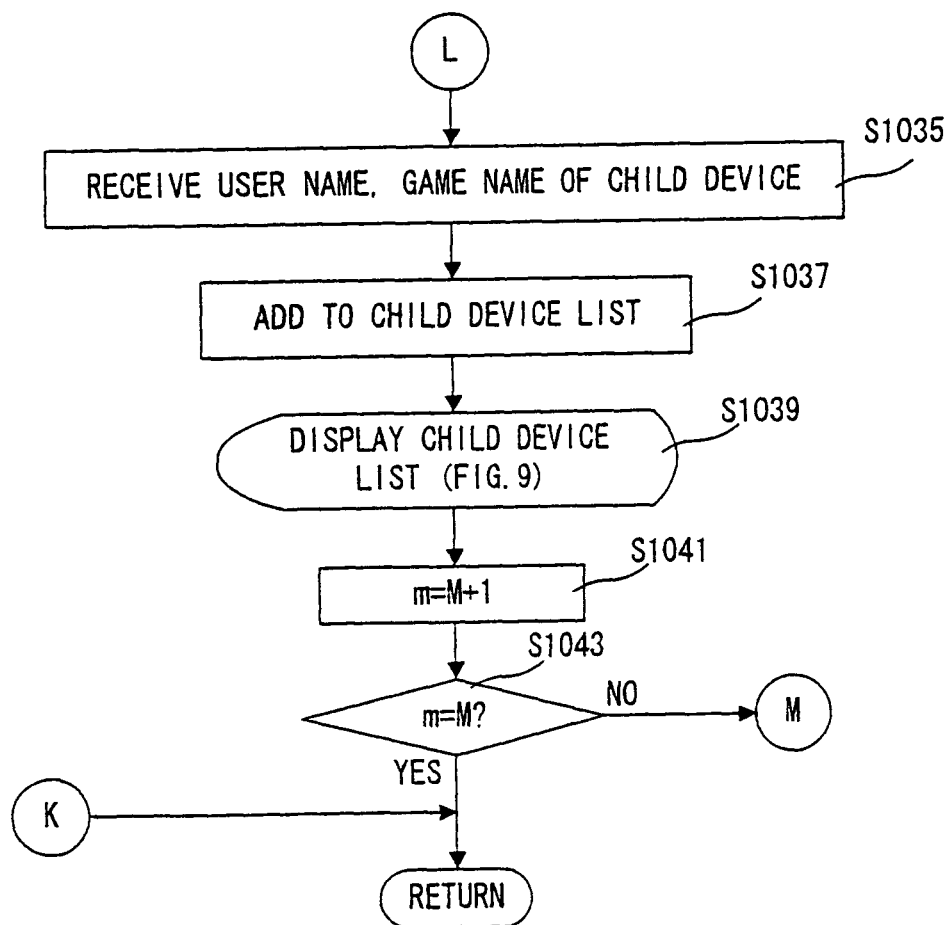 L
S1035
RECEIVE USER NAME, GAME NAME OF CHILD DEVICE
S1037
ADD TO CHILD DEVICE LIST
S1039
DISPLAY CHILD DEVICE
LIST (FIG. 9)
S1041
m=M+1
S1043
m=M?
NO
M
YES
K
RETURN